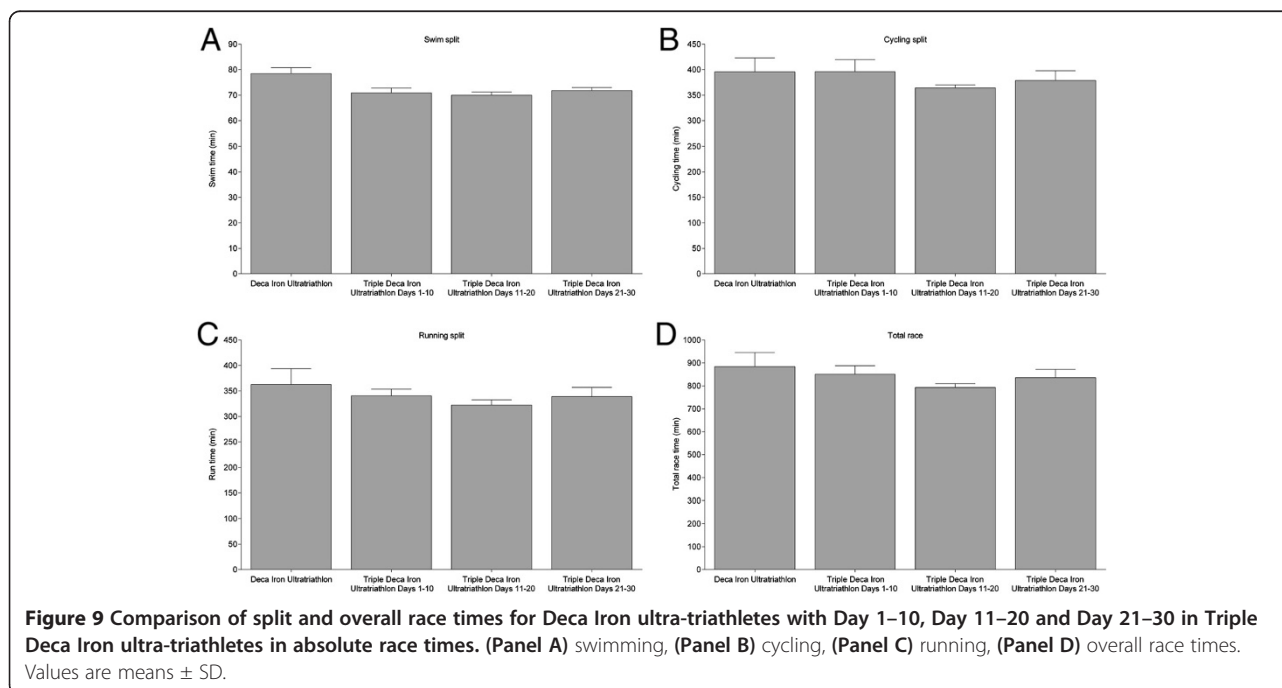 A
Swim split
Swim time (min)
90
80
70
60
50
40
30
20
10
0
Deca Iron Ultratriathlon
Triple Deca Iron
Ultratriathlon Days 1-10
Triple Deca Iron
Ultratriathlon Days 11-20
Triple Deca Iron
Ultratriathlon Days 21-30
B
Cycling split
Cycling time (min)
450
400
350
300
250
200
150
100
50
0
Deca Iron Ultratriathlon
Triple Deca Iron
Ultratriathlon Days 1-10
Triple Deca Iron
Ultratriathlon Days 11-20
Triple Deca Iron
Ultratriathlon Days 21-30
C
Running split
Run time (min)
450
400
350
300
250
200
150
100
50
0
Deca Iron Ultratriathlon
Triple Deca Iron
Ultratriathlon Days 1-10
Triple Deca Iron
Ultratriathlon Days 11-20
Triple Deca Iron
Ultratriathlon Days 21-30
D
Total race
Total race time (min)
1000
900
800
700
600
500
400
300
200
100
0
Deca Iron Ultratriathlon
Triple Deca Iron
Ultratriathlon Days 1-10
Triple Deca Iron
Ultratriathlon Days 11-20
Triple Deca Iron
Ultratriathlon Days 21-30
Figure 9 Comparison of split and overall race times for Deca Iron ultra-triathletes with Day 1–10, Day 11–20 and Day 21–30 in Triple
Deca Iron ultra-triathletes in absolute race times. (Panel A) swimming, (Panel B) cycling, (Panel C) running, (Panel D) overall race times.
Values are means ± SD.